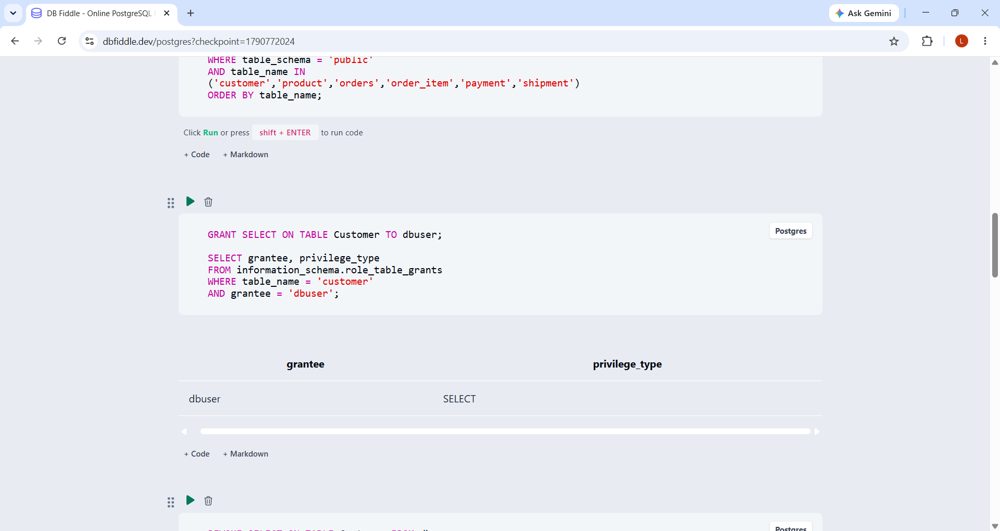 DB Fiddle - Online PostgreSQL
Ask Gemini
dbfiddle.dev/postgres?checkpoint=1790772024
L
WHERE table_schema = 'public'
AND table_name IN
('customer','product','orders','order_item','payment','shipment')
ORDER BY table_name;
Click Run or press shift + ENTER to run code
+ Code + Markdown
GRANT SELECT ON TABLE Customer TO dbuser;
Postgres
SELECT grantee, privilege_type
FROM information_schema.role_table_grants
WHERE table_name = 'customer'
AND grantee = 'dbuser';
grantee privilege_type
dbuser SELECT
+ Code + Markdown
Postgres